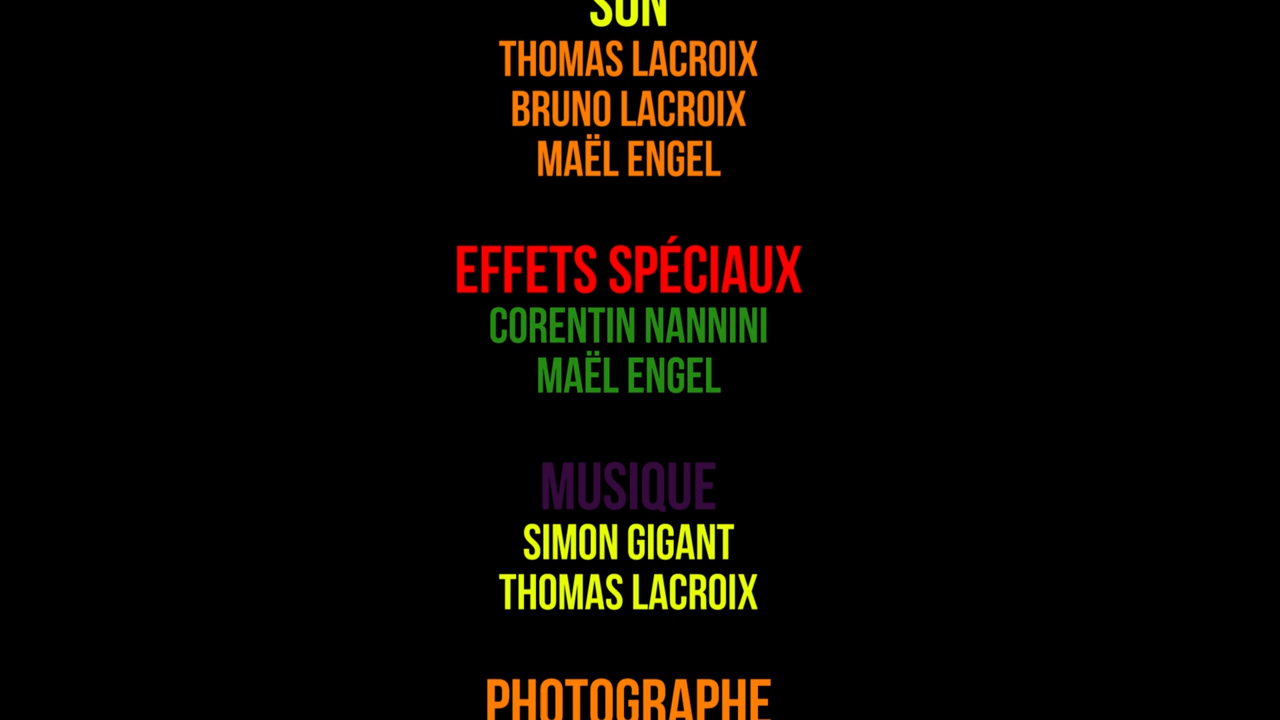 SON
THOMAS LACROIX
BRUNO LACROIX
MAËL ENGEL
EFFETS SPÉCIAUX
CORENTIN NANNINI
MAËL ENGEL
MUSIQUE
SIMON GIGANT
THOMAS LACROIX
PHOTOGRAPHE